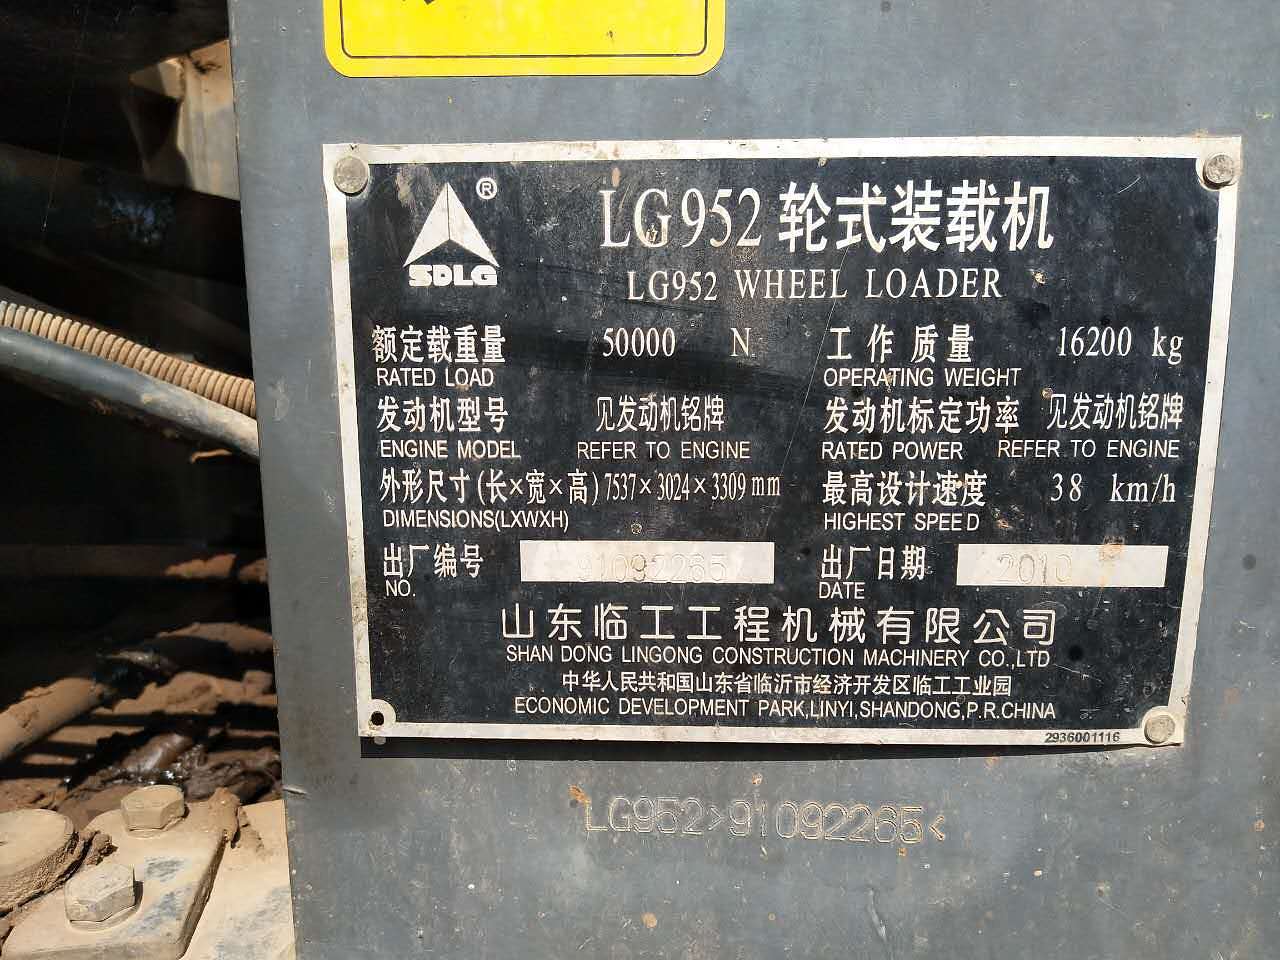 ® LG952 轮式装载机
SDLG LG952 WHEEL LOADER
额定载重量 50000 N 工作质量 16200 kg
RATED LOAD OPERATING WEIGHT
发动机型号 见发动机铭牌 发动机标定功率 见发动机铭牌
ENGINE MODEL REFER TO ENGINE RATED POWER REFER TO ENGINE
外形尺寸(长×宽×高) 7537×3024×3309 mm 最高设计速度 38 km/h
DIMENSIONS(LXWXH) HIGHEST SPEED
出厂编号 91092265 出厂日期 2010
NO. DATE
山东临工工程机械有限公司
SHAN DONG LINGONG CONSTRUCTION MACHINERY CO.,LTD
中华人民共和国山东省临沂市经济开发区临工工业园
ECONOMIC DEVELOPMENT PARK,LINYI,SHANDONG,P.R.CHINA
2936001116
LG952>91092265<